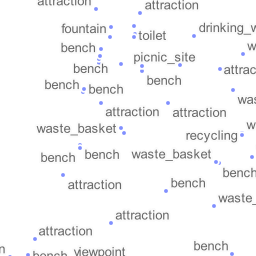 attraction
attraction
fountain
toilet
drinking_w
bench
w
picnic_site
bench
attrac
bench
bench
bench
was
attraction
attraction
waste_basket
w
recycling
bench
bench
waste_basket
bench
attraction
bench
waste_
attraction
attraction
bench
n
bench
viewpoint